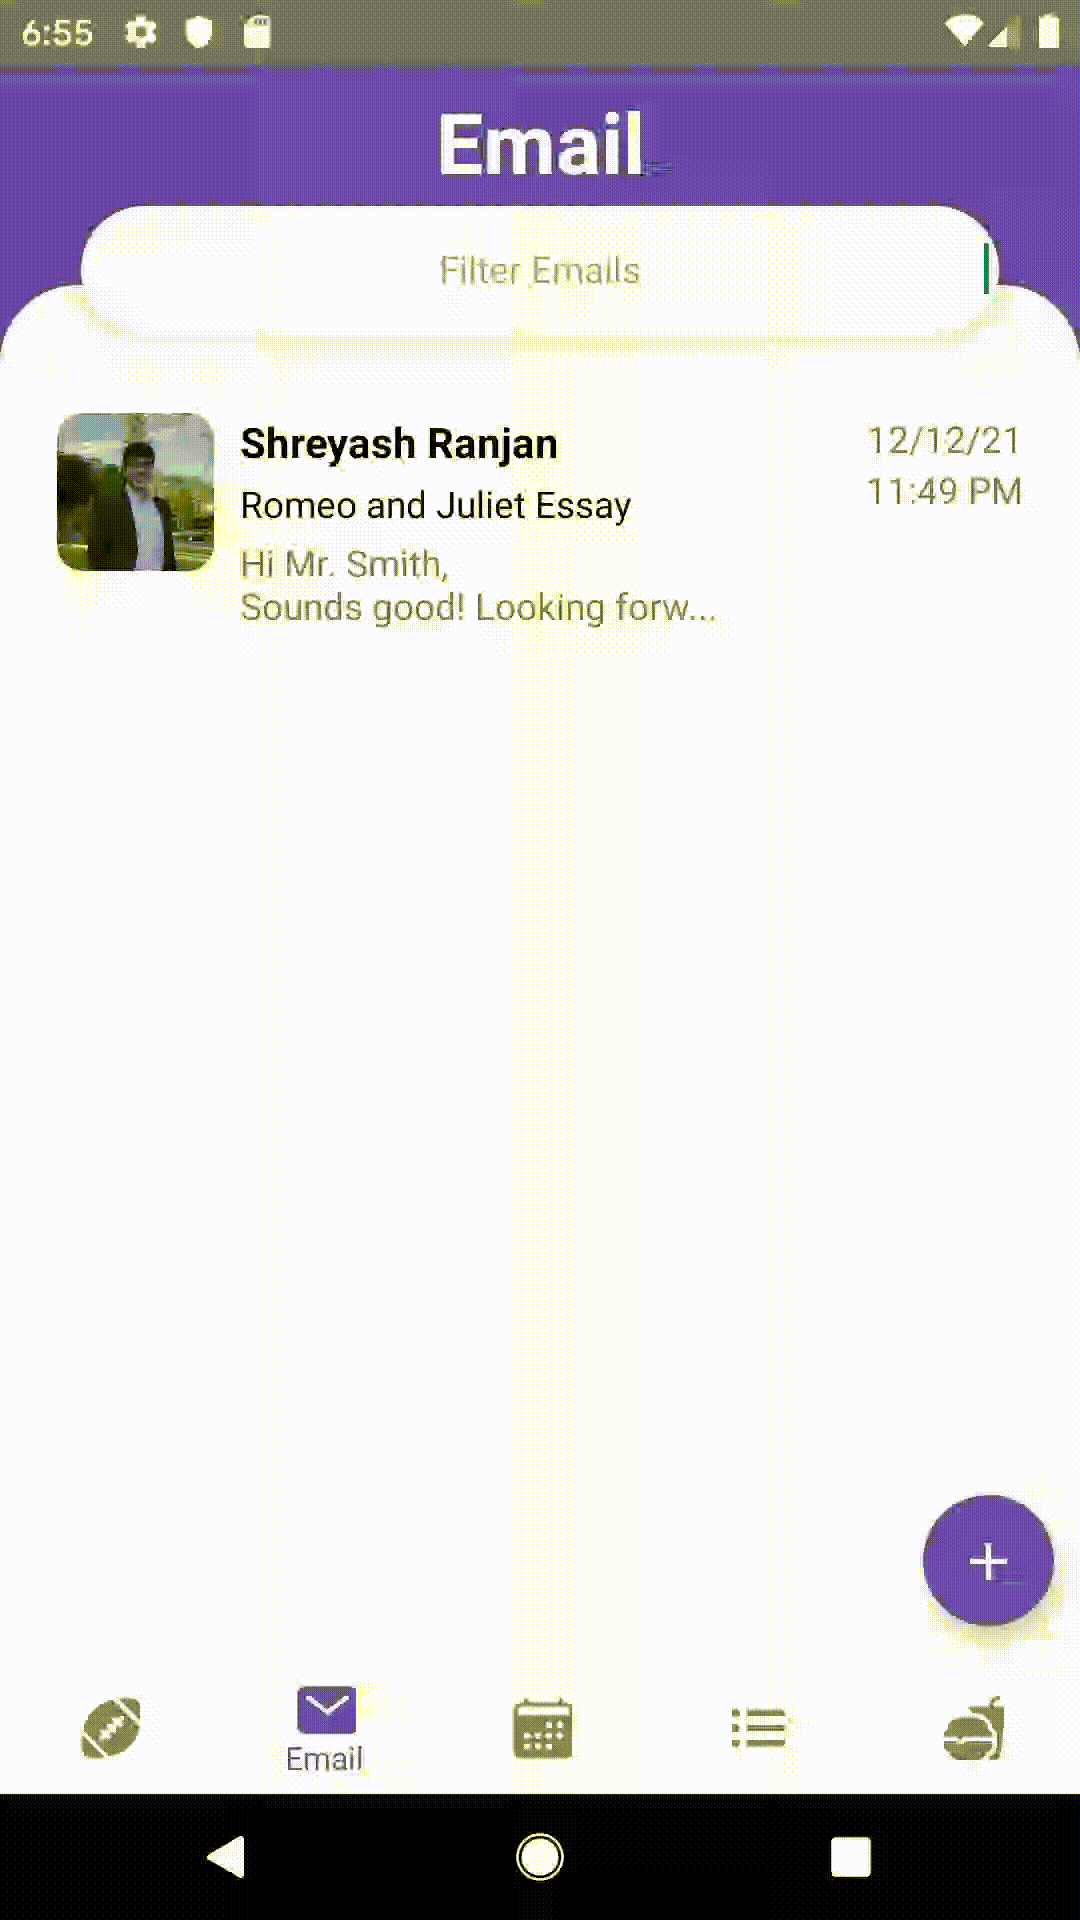 6:55
Email
Filter Emails
Shreyash Ranjan
12/12/21
Romeo and Juliet Essay
11:49 PM
Hi Mr. Smith,
Sounds good! Looking forw...
Email